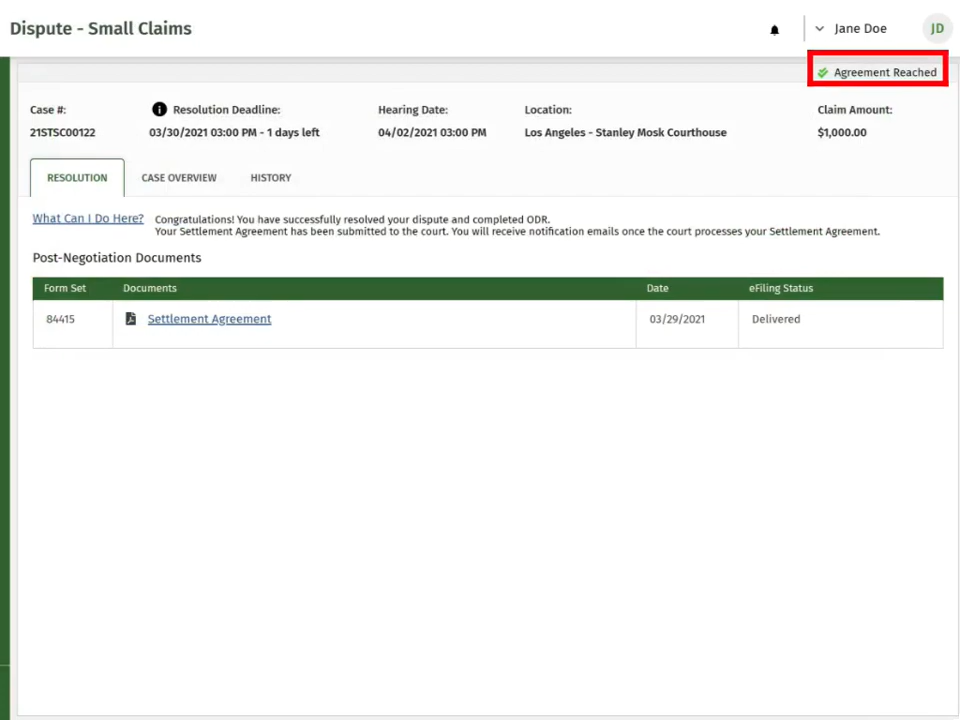 Dispute - Small Claims
Jane Doe
JD
Agreement Reached
Case #:
Resolution Deadline:
Hearing Date:
Location:
Claim Amount:
21STSC00122
03/30/2021 03:00 PM - 1 days left
04/02/2021 03:00 PM
Los Angeles - Stanley Mosk Courthouse
$1,000.00
RESOLUTION
CASE OVERVIEW
HISTORY
What Can I Do Here?
Congratulations! You have successfully resolved your dispute and completed ODR.
Your Settlement Agreement has been submitted to the court. You will receive notification emails once the court processes your Settlement Agreement.
Post-Negotiation Documents
Form Set
Documents
Date
eFiling Status
84415
Settlement Agreement
03/29/2021
Delivered